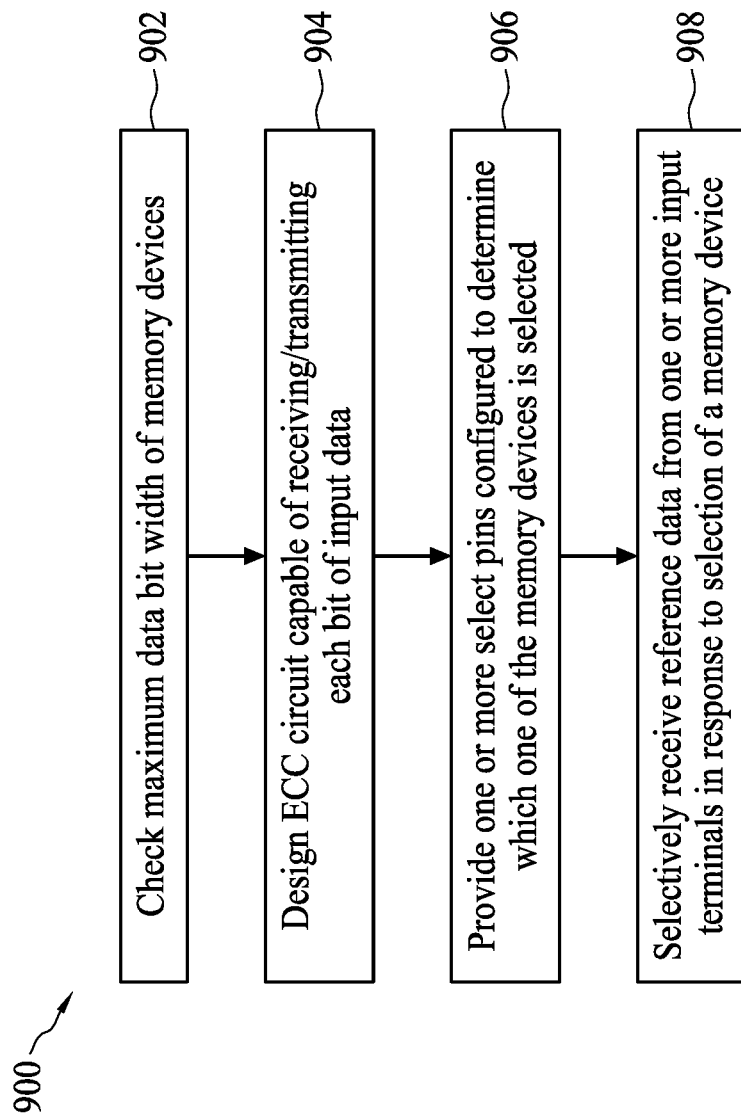 900
Check maximum data bit width of memory devices
902
Design ECC circuit capable of receiving/transmitting
each bit of input data
904
Provide one or more select pins configured to determine
which one of the memory devices is selected
906
Selectively receive reference data from one or more input
terminals in response to selection of a memory device
908